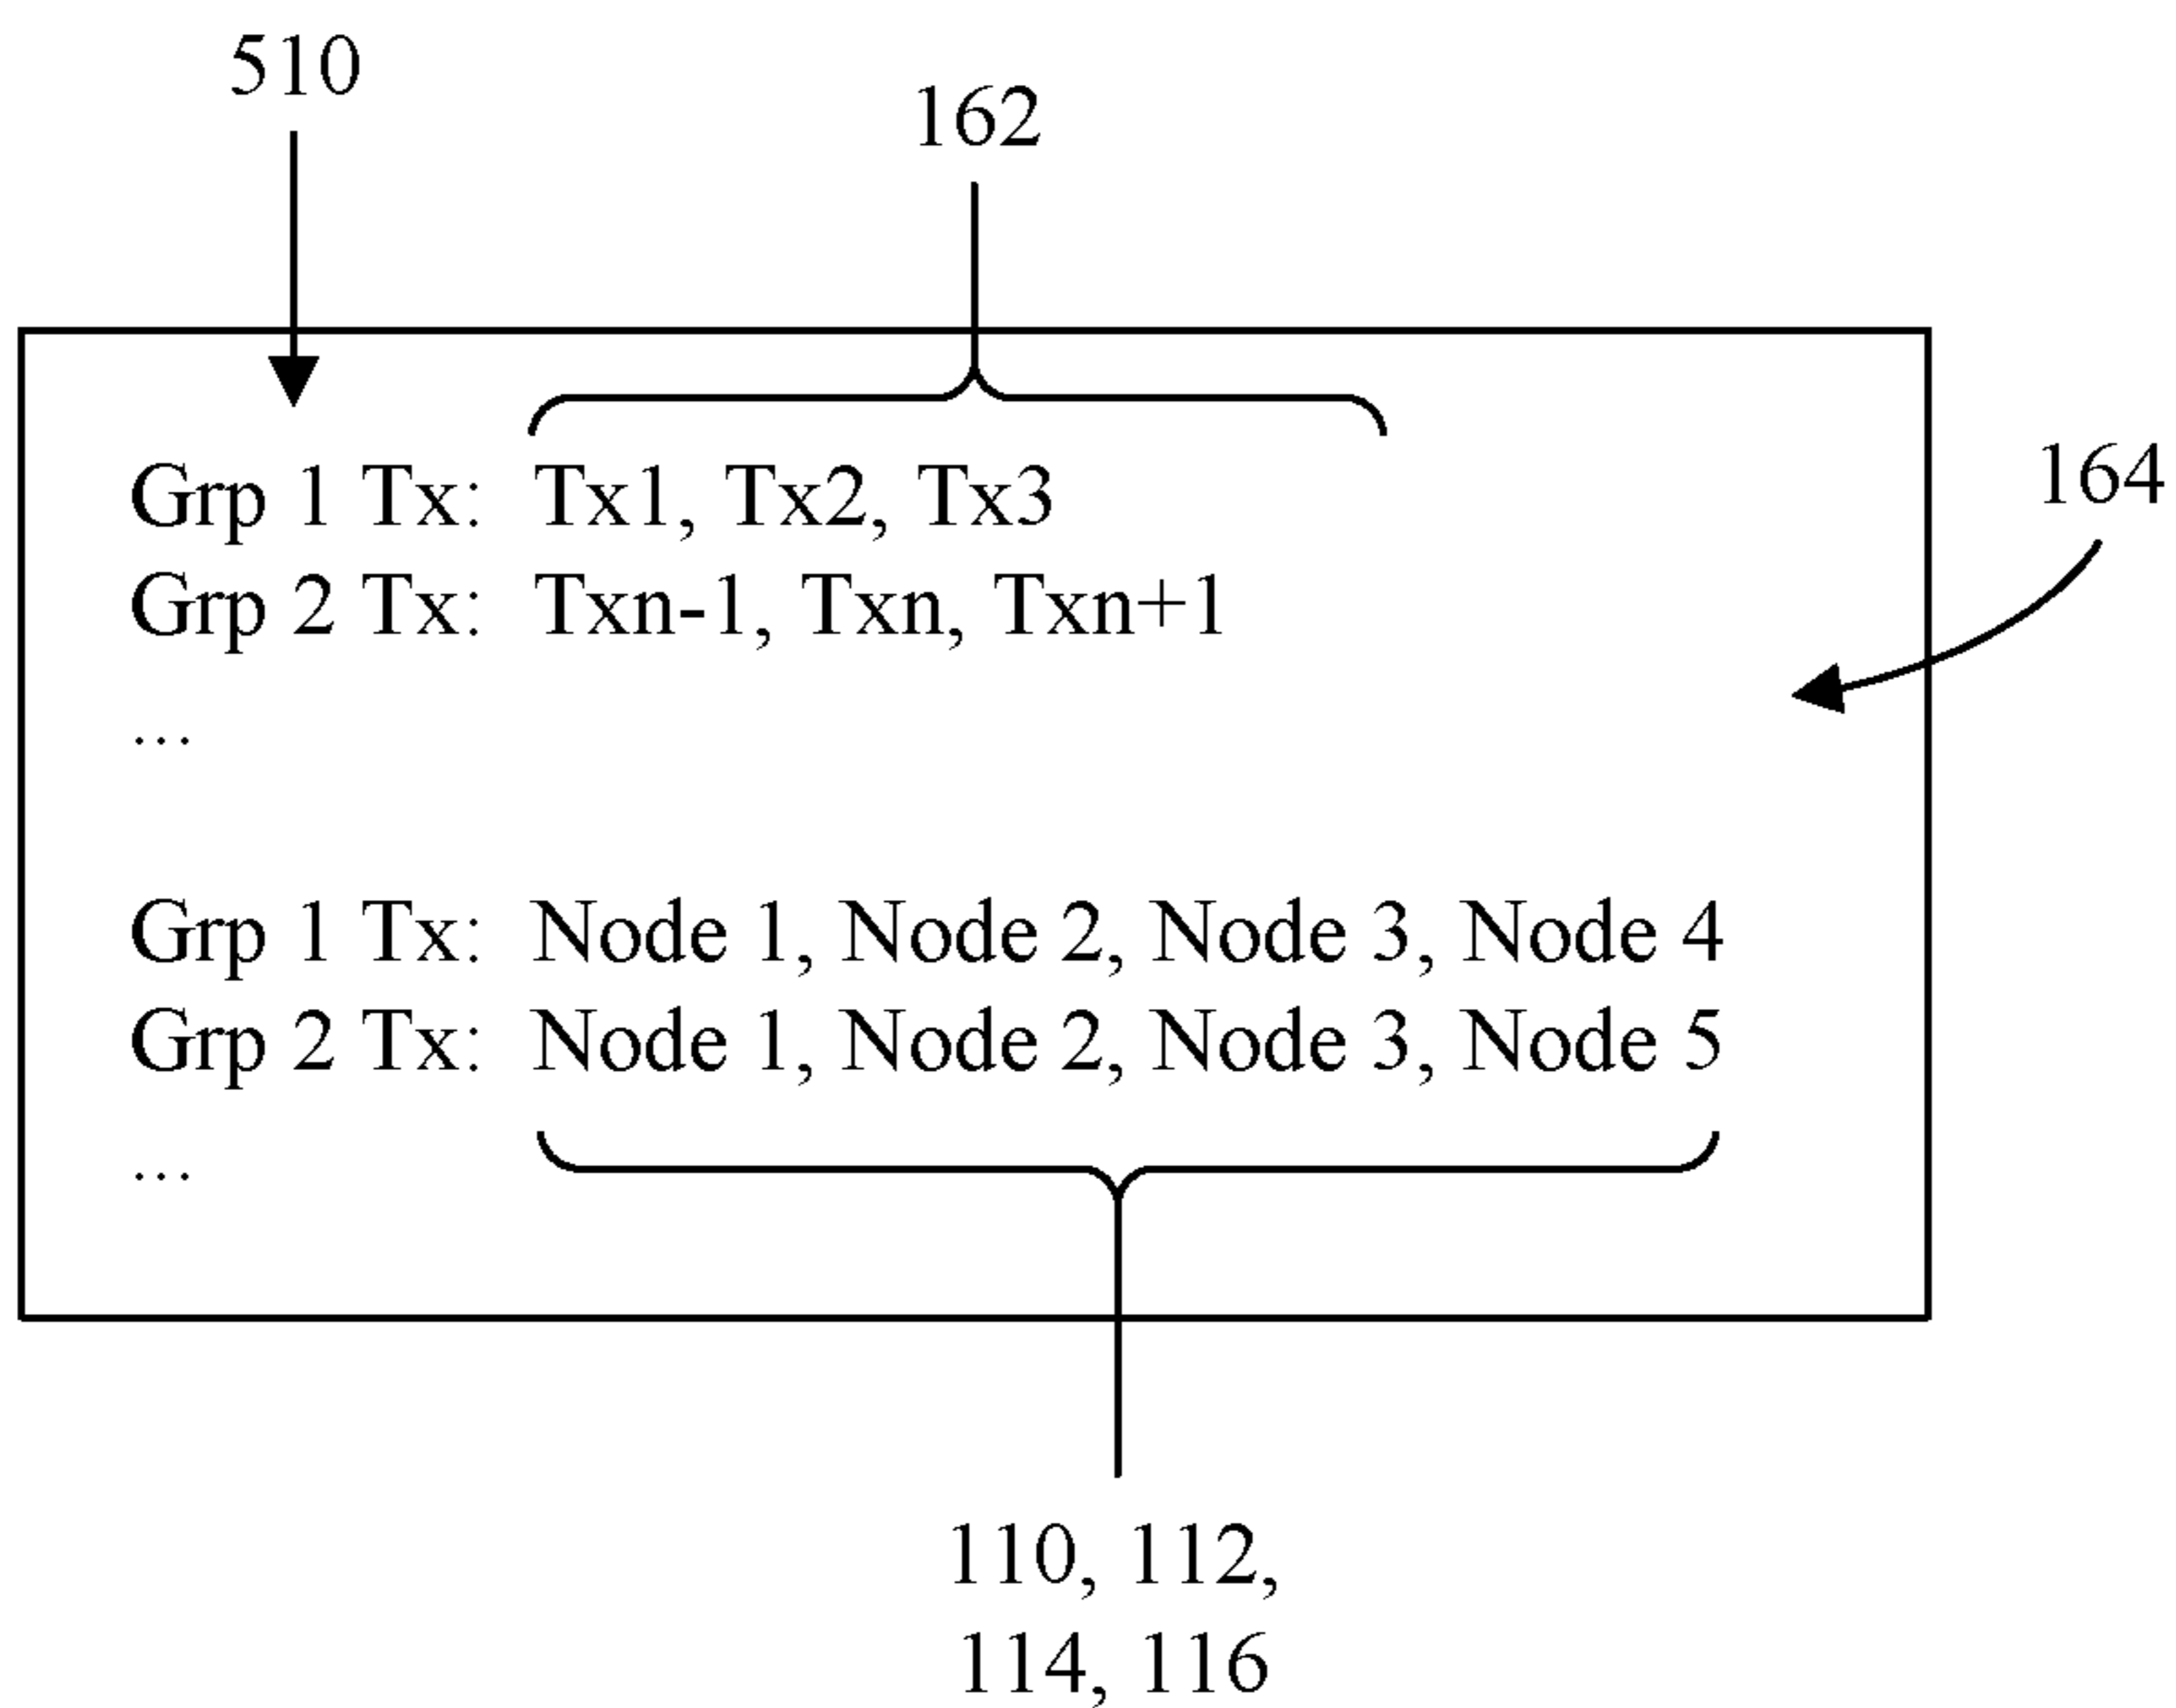 510
162
Grp 1 Tx: Tx1, Tx2, Tx3
164
Grp 2 Tx: Txn-1, Txn, Txn+1
...
Grp 1 Tx: Node 1, Node 2, Node 3, Node 4
Grp 2 Tx: Node 1, Node 2, Node 3, Node 5
...
110, 112,
114, 116